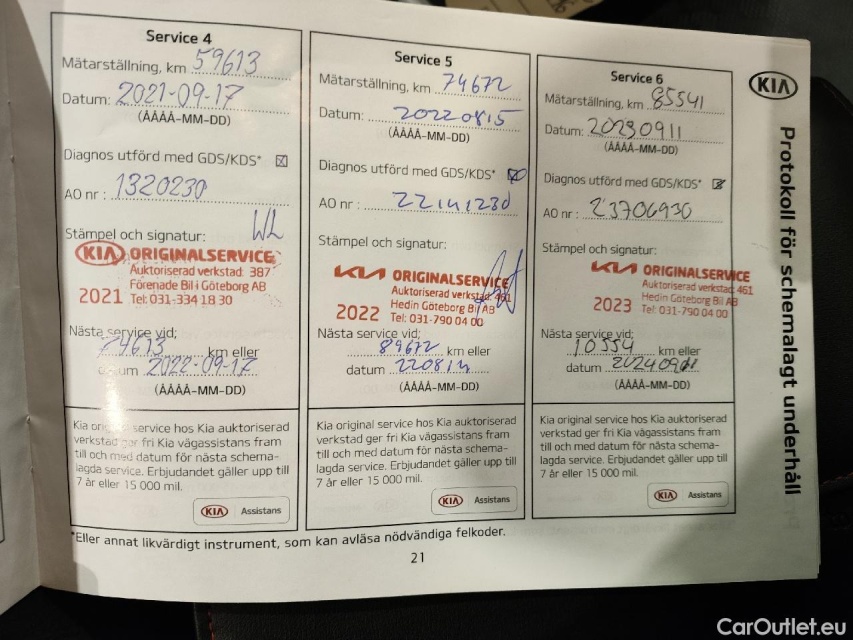 Service 4
Mätarställning, km 59613
Datum: 2021-09-17
(ÅÅÅÅ-MM-DD)
Diagnos utförd med GDS/KDS*
AO nr : 1320230
Stämpel och signatur: WL
KIA ORIGINALSERVICE
Auktoriserad verkstad: 387
Förenade Bil i Göteborg AB
2021 Tel: 031-334 18 30
Nästa service vid;
74613 km eller
datum 2022-09-17
(ÅÅÅÅ-MM-DD)
Kia original service hos Kia auktoriserad
verkstad ger fri Kia vägassistans fram
till och med datum för nästa schema-
lagda service. Erbjudandet gäller upp till
7 år eller 15 000 mil.
KIA Assistans
Service 5
Mätarställning, km 74672
Datum: 20220815
(ÅÅÅÅ-MM-DD)
Diagnos utförd med GDS/KDS*
AO nr :
Stämpel och signatur:
KIA ORIGINALSERVICE
Auktoriserad verkstad: 461
Hedin Göteborg Bil AB
2022 Tel: 031-790 04 00
Nästa service vid;
89672 km eller
datum
(ÅÅÅÅ-MM-DD)
Kia original service hos Kia auktoriserad
verkstad ger fri Kia vägassistans fram
till och med datum för nästa schema-
lagda service. Erbjudandet gäller upp till
7 år eller 15 000 mil.
KIA Assistans
Service 6
Mätarställning, km 85541
Datum: 20230911
(ÅÅÅÅ-MM-DD)
Diagnos utförd med GDS/KDS*
AO nr : 23706930
Stämpel och signatur:
KIA ORIGINALSERVICE
Auktoriserad verkstad: 461
Hedin Göteborg Bil AB
2023 Tel: 031-790 04 00
Nästa service vid;
10554 km eller
datum
(ÅÅÅÅ-MM-DD)
Kia original service hos Kia auktoriserad
verkstad ger fri Kia vägassistans fram
till och med datum för nästa schema-
lagda service. Erbjudandet gäller upp till
7 år eller 15 000 mil.
KIA Assistans
KIA
Protokoll för schemalagt underhåll
*Eller annat likvärdigt instrument, som kan avläsa nödvändiga felkoder.
21
CarOutlet.eu